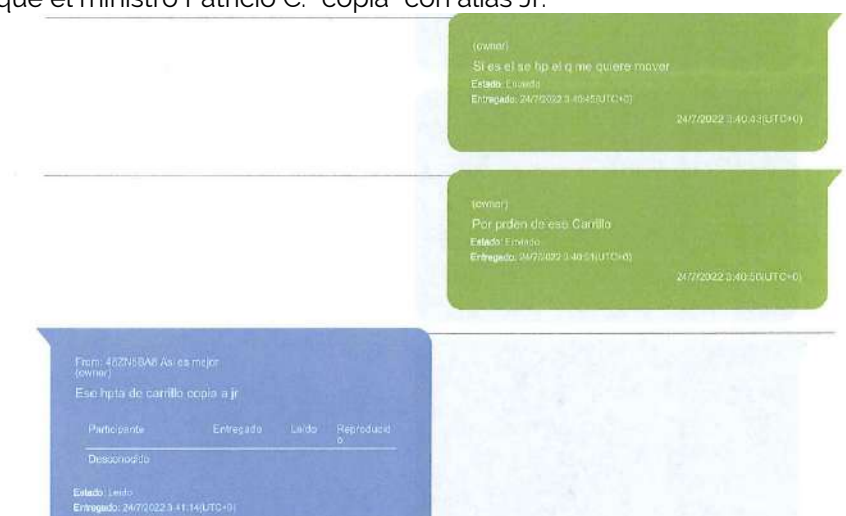 que el ministro Patricio C. "copia" con alias Jr.
(owner)
Si es el se hp el q me quiere mover
Estado: Enviado
Entregado: 24/7/2022 3:40:45(UTC+0)
24/7/2022 3:40:43(UTC+0)
(owner)
Por prden de ese Carrillo
Estado: Enviado
Entregado: 24/7/2022 3:40:51(UTC+0)
24/7/2022 3:40:50(UTC+0)
From: 48ZN5BA8 Asi es mejor
(owner)
Ese hpta de carrillo copia a jr
Participante Entregado Leído Reproducid
o
Desconocido
Estado: Leído
Entregado: 24/7/2022 3:41:14(UTC+0)